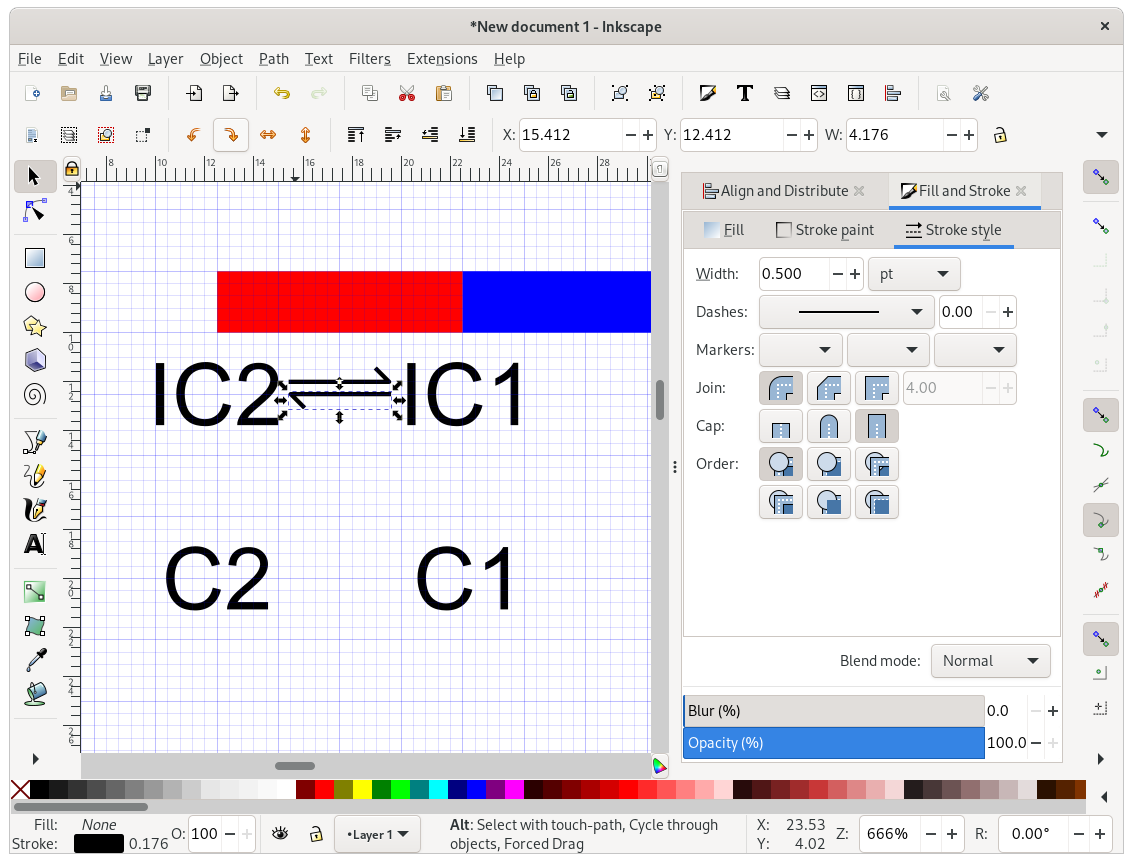 *New document 1 - Inkscape
File Edit View Layer Object Path Text Filters Extensions Help
X: 15.412 Y: 12.412 W: 4.176
8 10 12 14 16 18 20 22 24 26 28
Align and Distribute Fill and Stroke
Fill Stroke paint Stroke style
Width: 0.500 pt
Dashes: 0.00
Markers:
Join: 4.00
Cap:
Order:
IC2 IC1
C2 C1
Blend mode: Normal
Blur (%) 0.0
Opacity (%) 100.0
Fill: None
Stroke: 0.176
O: 100
•Layer 1
Alt: Select with touch-path, Cycle through
objects, Forced Drag
X: 23.53
Y: 4.02
Z: 666%
R: 0.00°